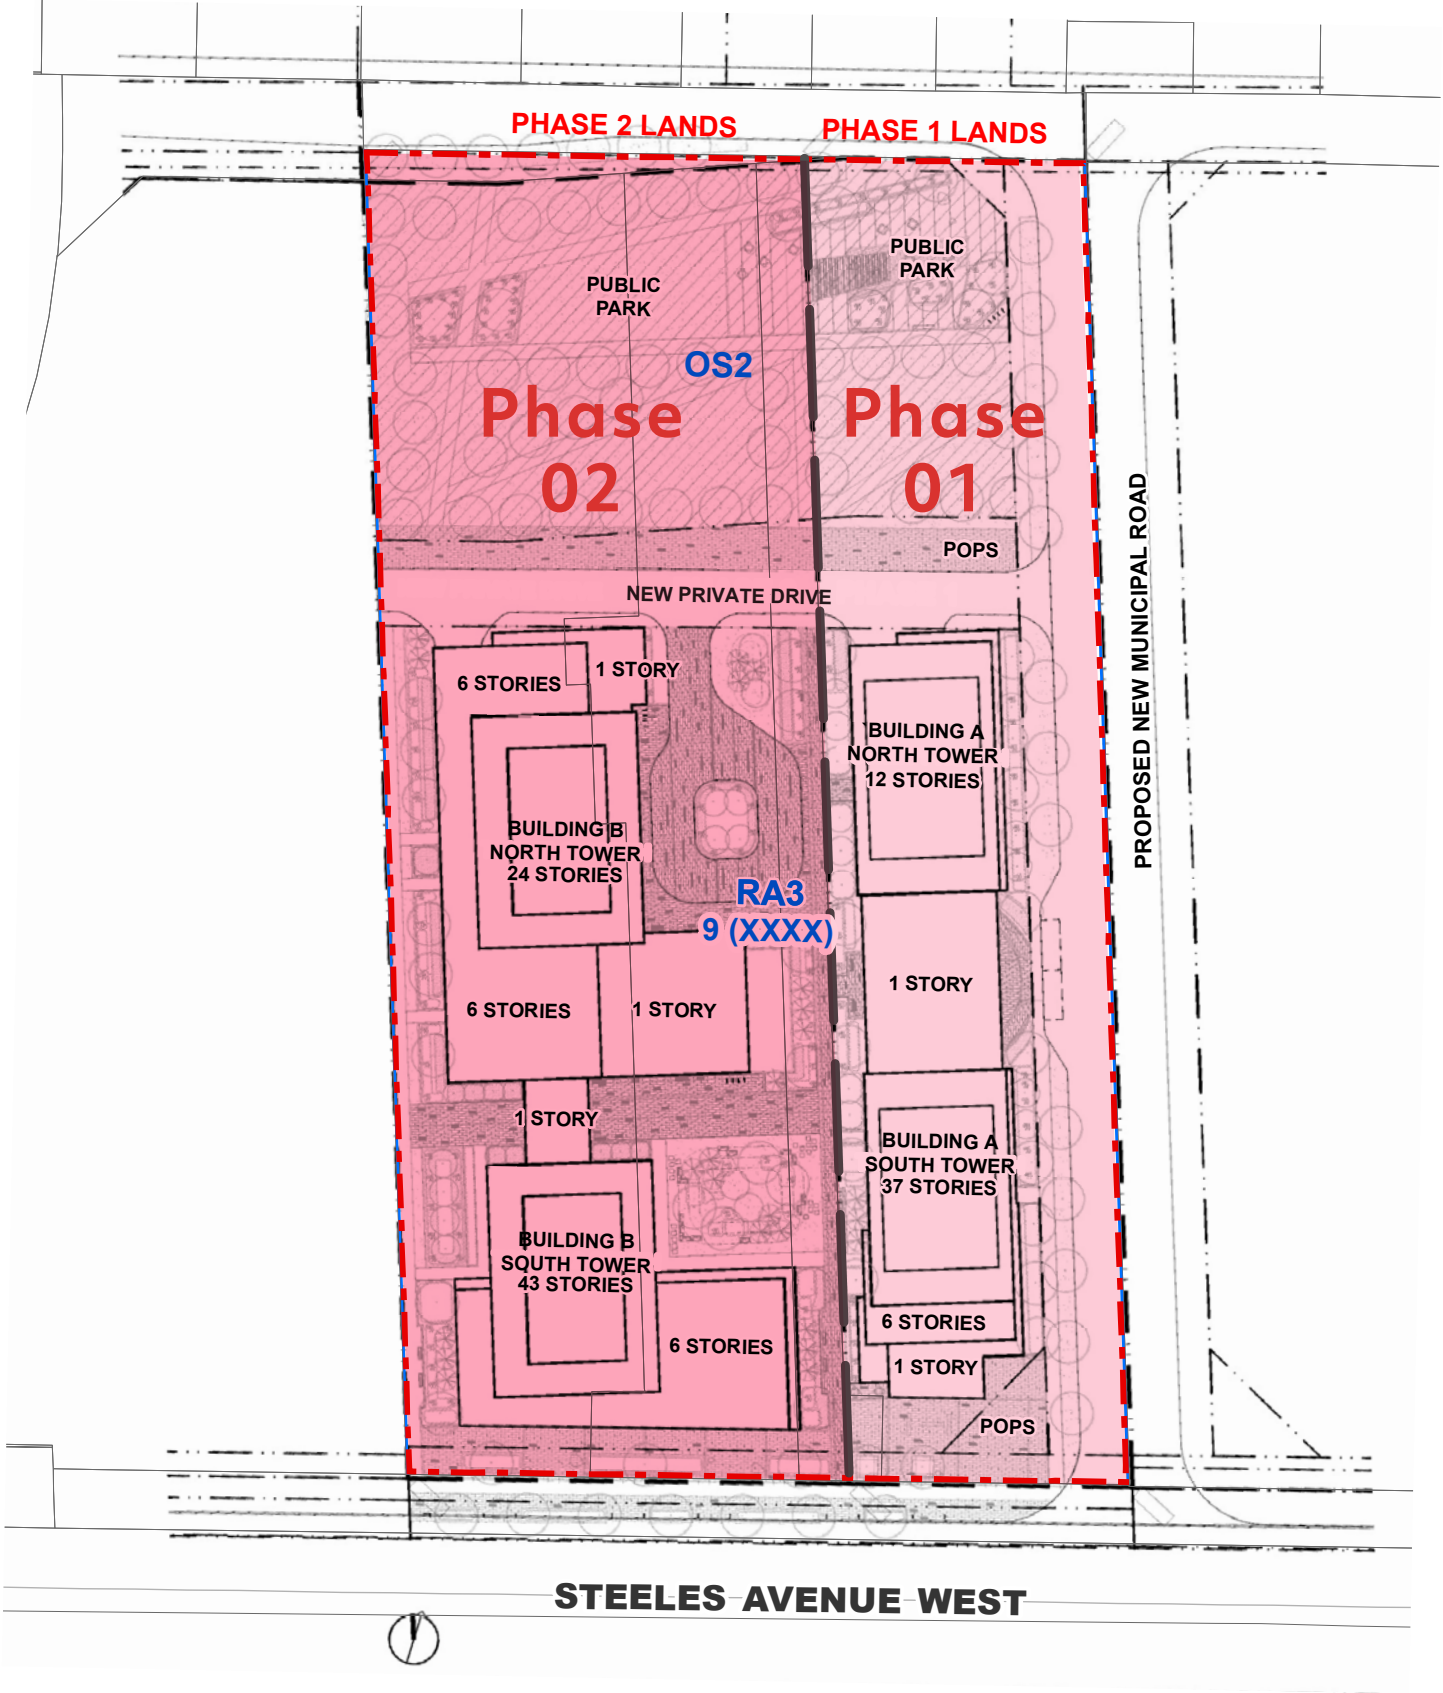 PHASE 2 LANDS
PHASE 1 LANDS
PUBLIC
PARK
PUBLIC
PARK
OS2
Phase
02
Phase
01
POPS
NEW PRIVATE DRIVE
PROPOSED NEW MUNICIPAL ROAD
6 STORIES
1 STORY
BUILDING A
NORTH TOWER
12 STORIES
BUILDING B
NORTH TOWER
24 STORIES
RA3
9 (XXXX)
6 STORIES
1 STORY
1 STORY
1 STORY
BUILDING A
SOUTH TOWER
37 STORIES
BUILDING B
SOUTH TOWER
43 STORIES
6 STORIES
6 STORIES
1 STORY
POPS
STEELES AVENUE WEST